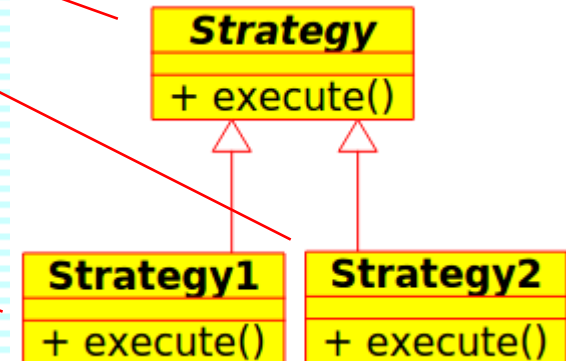 Strategy
+ execute()
Strategy1
+ execute()
Strategy2
+ execute()